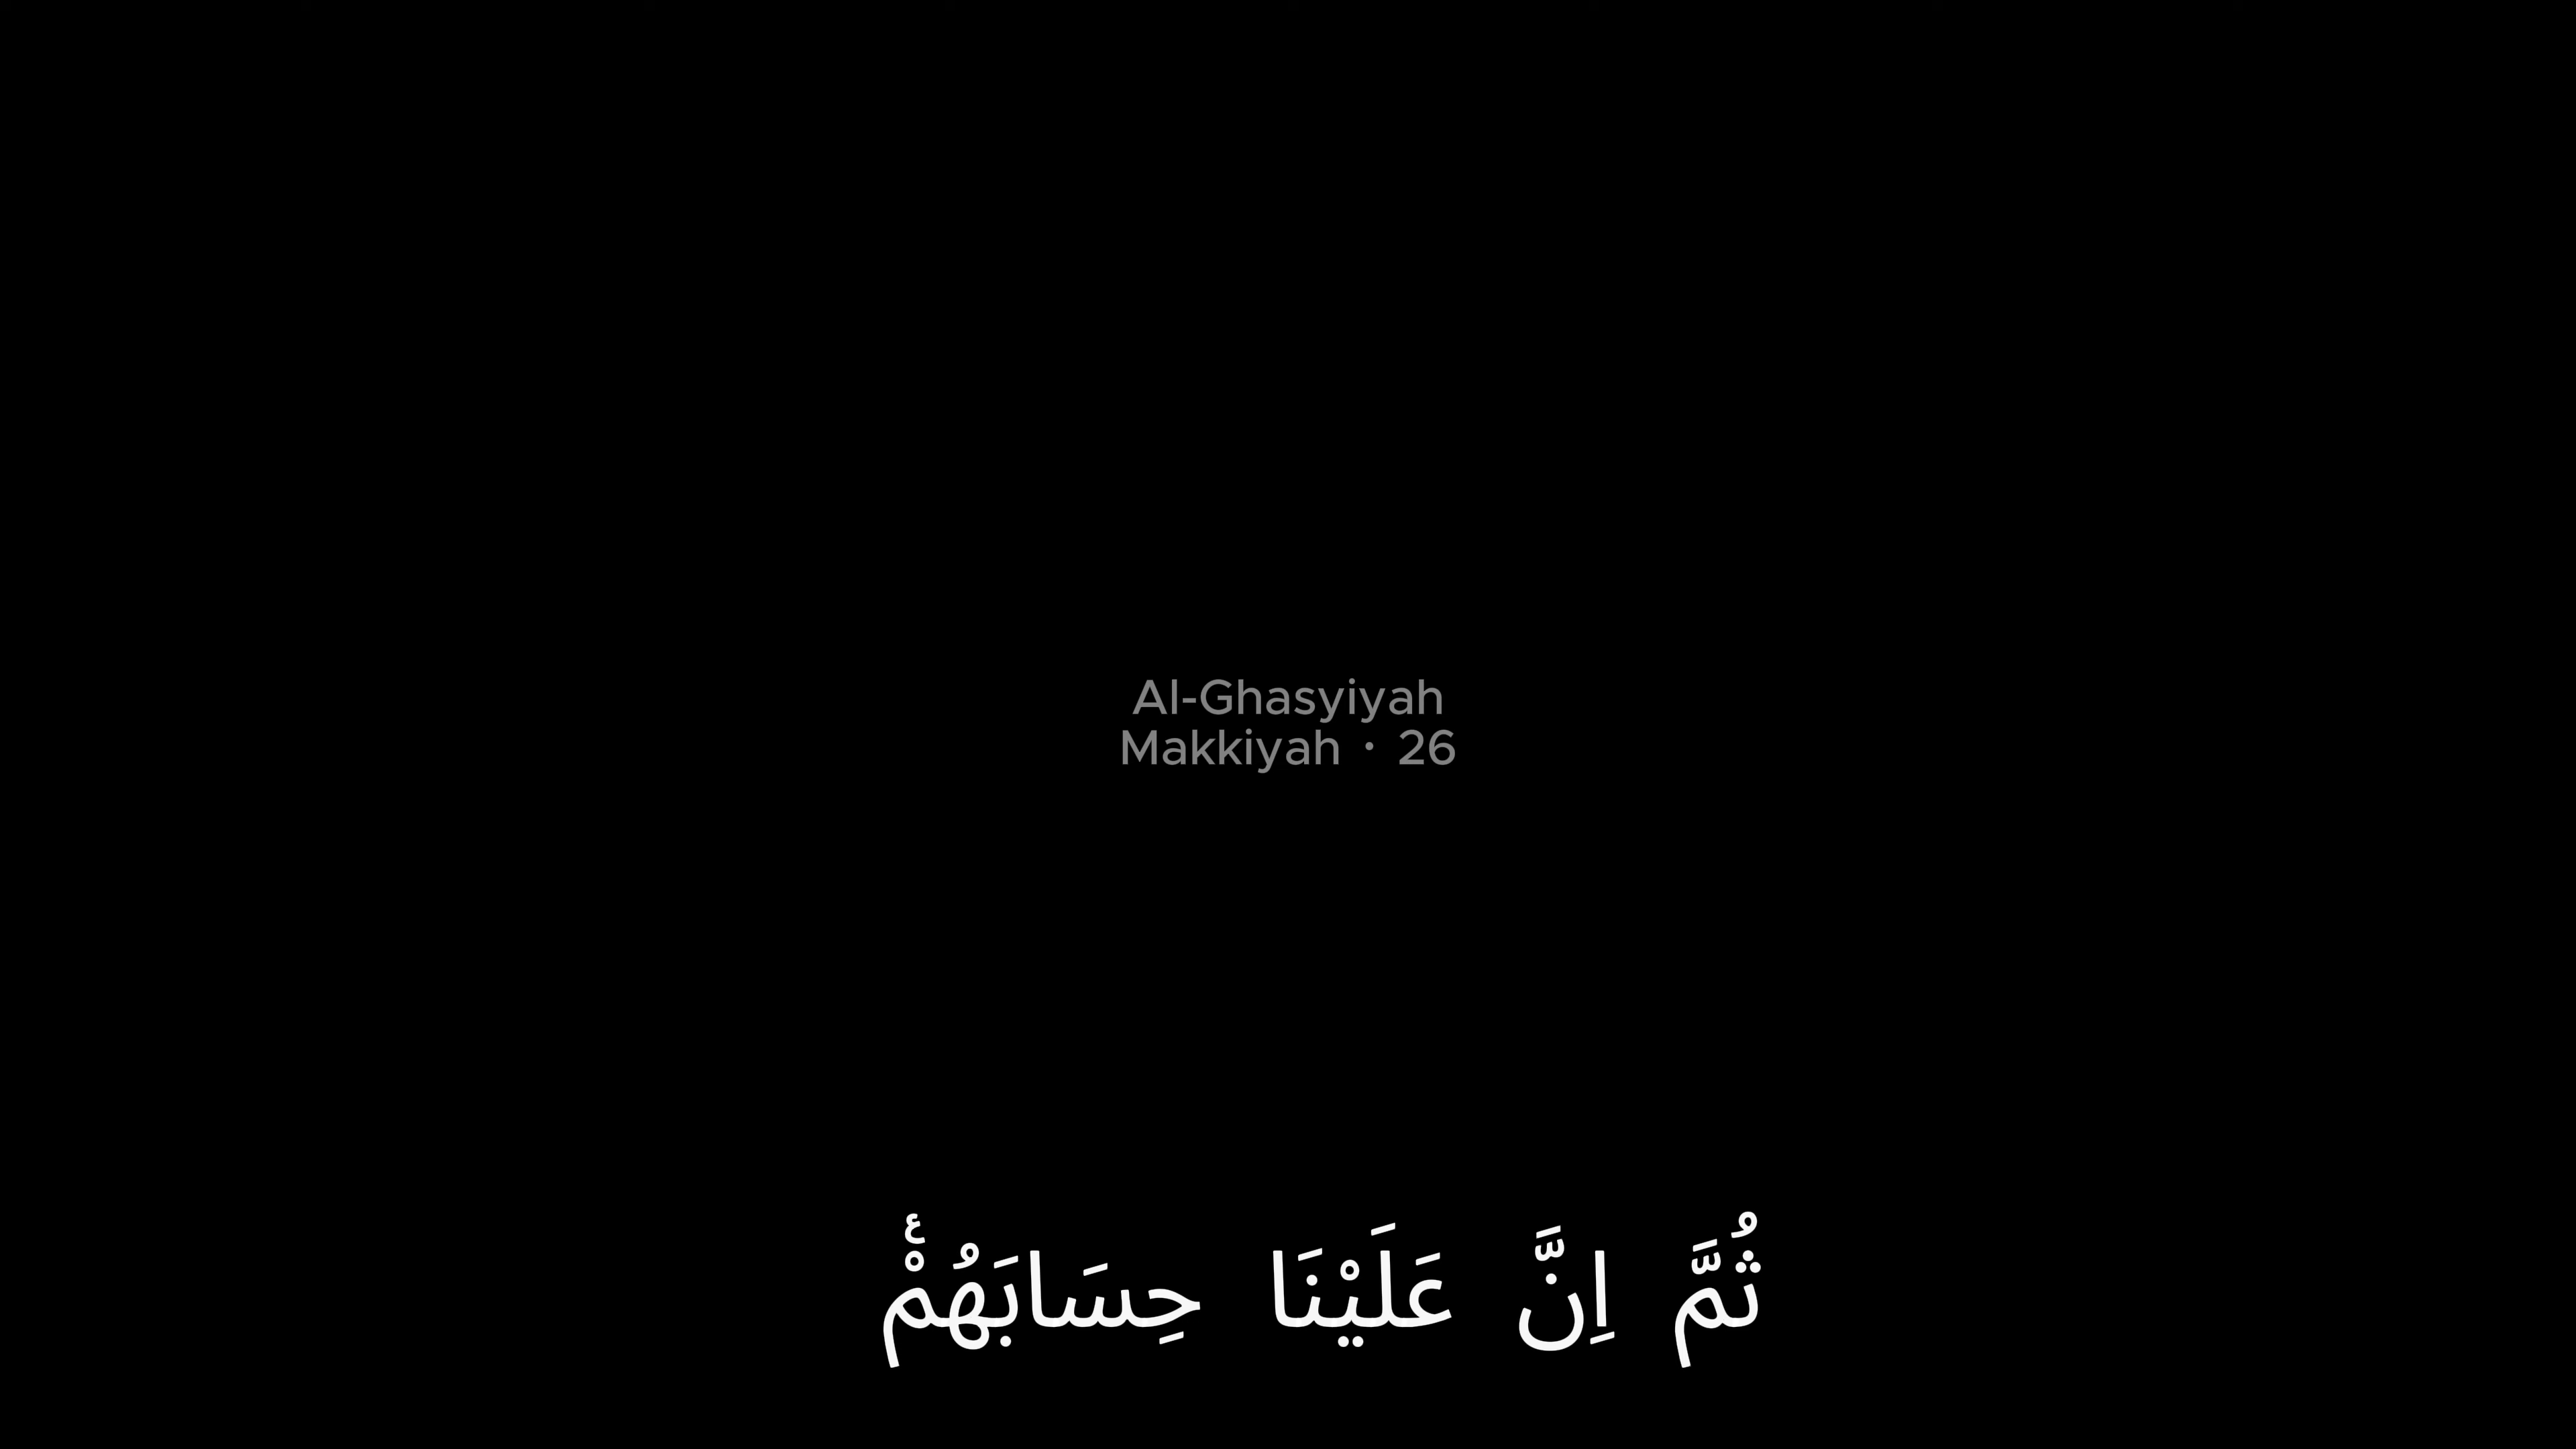 Al-Ghasyiyah
Makkiyah • 26
ثُمَّ اِنَّ عَلَيْنَا حِسَابَهُمْ ࣖ